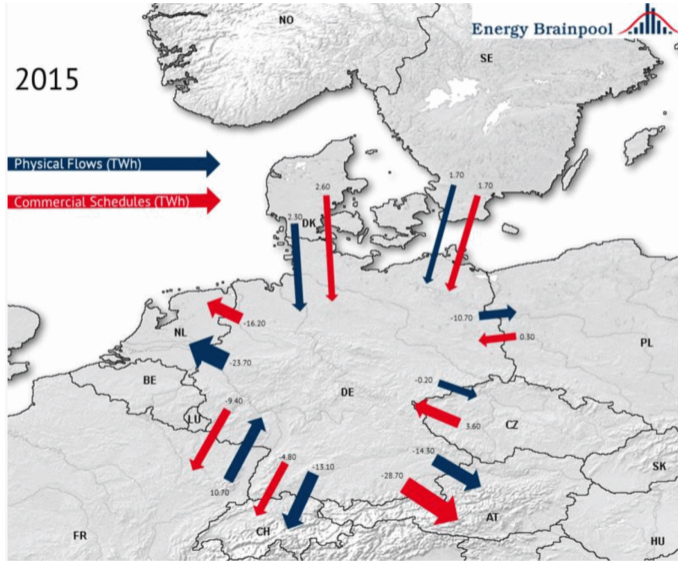 NO
Energy Brainpool
SE
2015
Physical Flows (TWh)
Commercial Schedules (TWh)
1.70
1.70
2.60
2.30
DK
-10.70
-16.20
0.30
NL
PL
-23.70
BE
-0.20
DE
-9.40
LU
3.60
CZ
-14.30
-4.80
-13.10
SK
-28.70
10.70
AT
CH
FR
HU